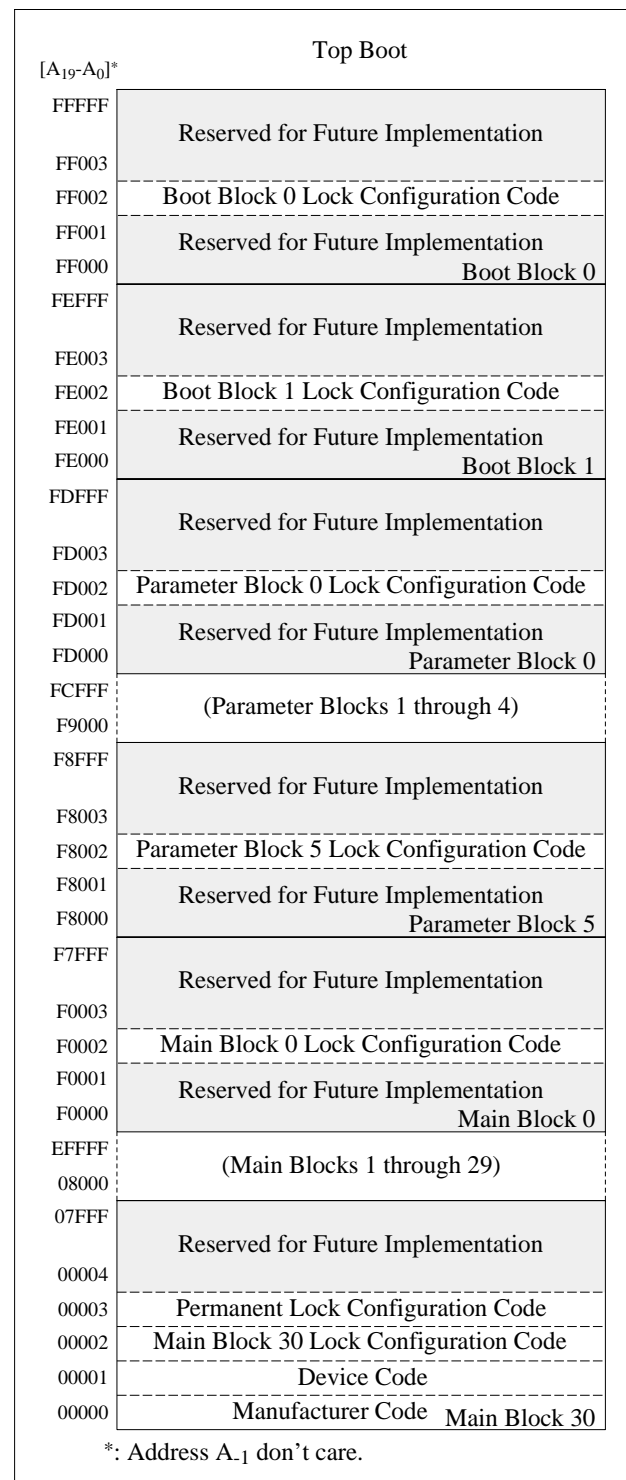 Top Boot
[A19-A0]*
FFFFF
Reserved for Future Implementation
FF003
FF002 Boot Block 0 Lock Configuration Code
FF001
Reserved for Future Implementation
FF000
Boot Block 0
FEFFF
Reserved for Future Implementation
FE003
FE002 Boot Block 1 Lock Configuration Code
FE001
Reserved for Future Implementation
FE000
Boot Block 1
FDFFF
Reserved for Future Implementation
FD003
FD002 Parameter Block 0 Lock Configuration Code
FD001
Reserved for Future Implementation
FD000
Parameter Block 0
FCFFF
(Parameter Blocks 1 through 4)
F9000
F8FFF
Reserved for Future Implementation
F8003
F8002 Parameter Block 5 Lock Configuration Code
F8001
Reserved for Future Implementation
F8000
Parameter Block 5
F7FFF
Reserved for Future Implementation
F0003
F0002 Main Block 0 Lock Configuration Code
F0001
Reserved for Future Implementation
F0000
Main Block 0
EFFFF
(Main Blocks 1 through 29)
08000
07FFF
Reserved for Future Implementation
00004
00003 Permanent Lock Configuration Code
00002 Main Block 30 Lock Configuration Code
00001 Device Code
00000 Manufacturer Code Main Block 30
*: Address A-1 don't care.